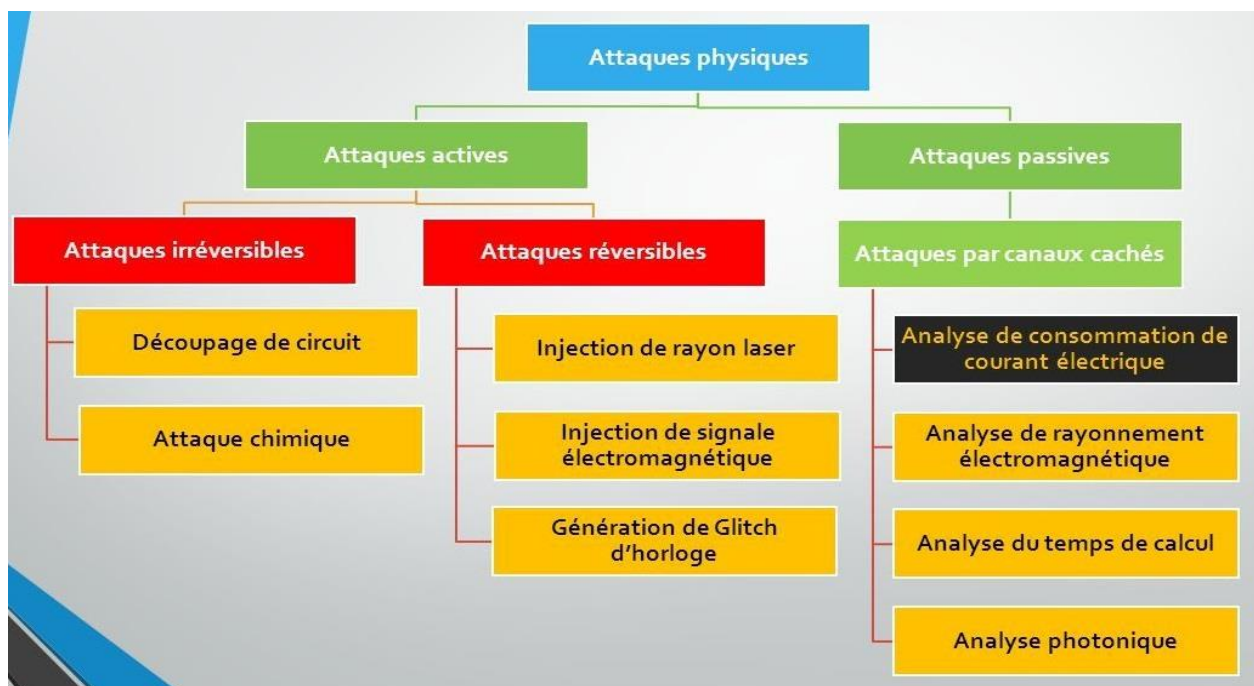 Attaques physiques
Attaques actives
Attaques passives
Attaques irréversibles
Attaques réversibles
Attaques par canaux cachés
Découpage de circuit
Attaque chimique
Injection de rayon laser
Injection de signale
électromagnétique
Génération de Glitch
d’horloge
Analyse de consommation de
courant électrique
Analyse de rayonnement
électromagnétique
Analyse du temps de calcul
Analyse photonique